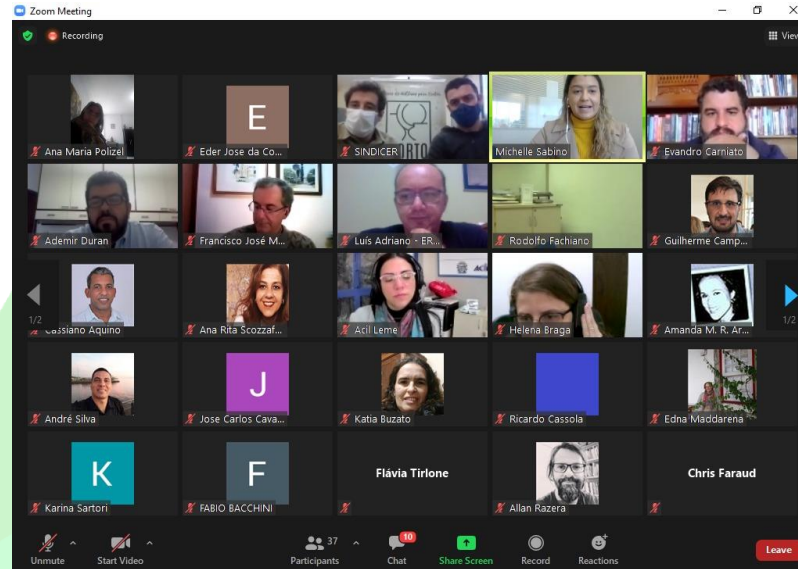 Zoom Meeting
Recording
View
Ana Maria Polizel
E
Eder Jose da Co...
SINDICER
RTO
Michelle Sabino
Evandro Carniato
Ademir Duran
Francisco José M...
Luís Adriano - ER...
Rodolfo Fachiano
Guilherme Camp...
1/2
Cassiano Aquino
Ana Rita Scozzaf...
Acil Leme
Helena Braga
Amanda M. R. Ar...
1/2
André Silva
J
Jose Carlos Cava...
Katia Buzato
Ricardo Cassola
Edna Maddarena
K
Karina Sartori
F
FABIO BACCHINI
Flávia Tirlone
Allan Razera
Chris Faraud
Unmute
Start Video
37
Participants
10
Chat
Share Screen
Record
Reactions
Leave